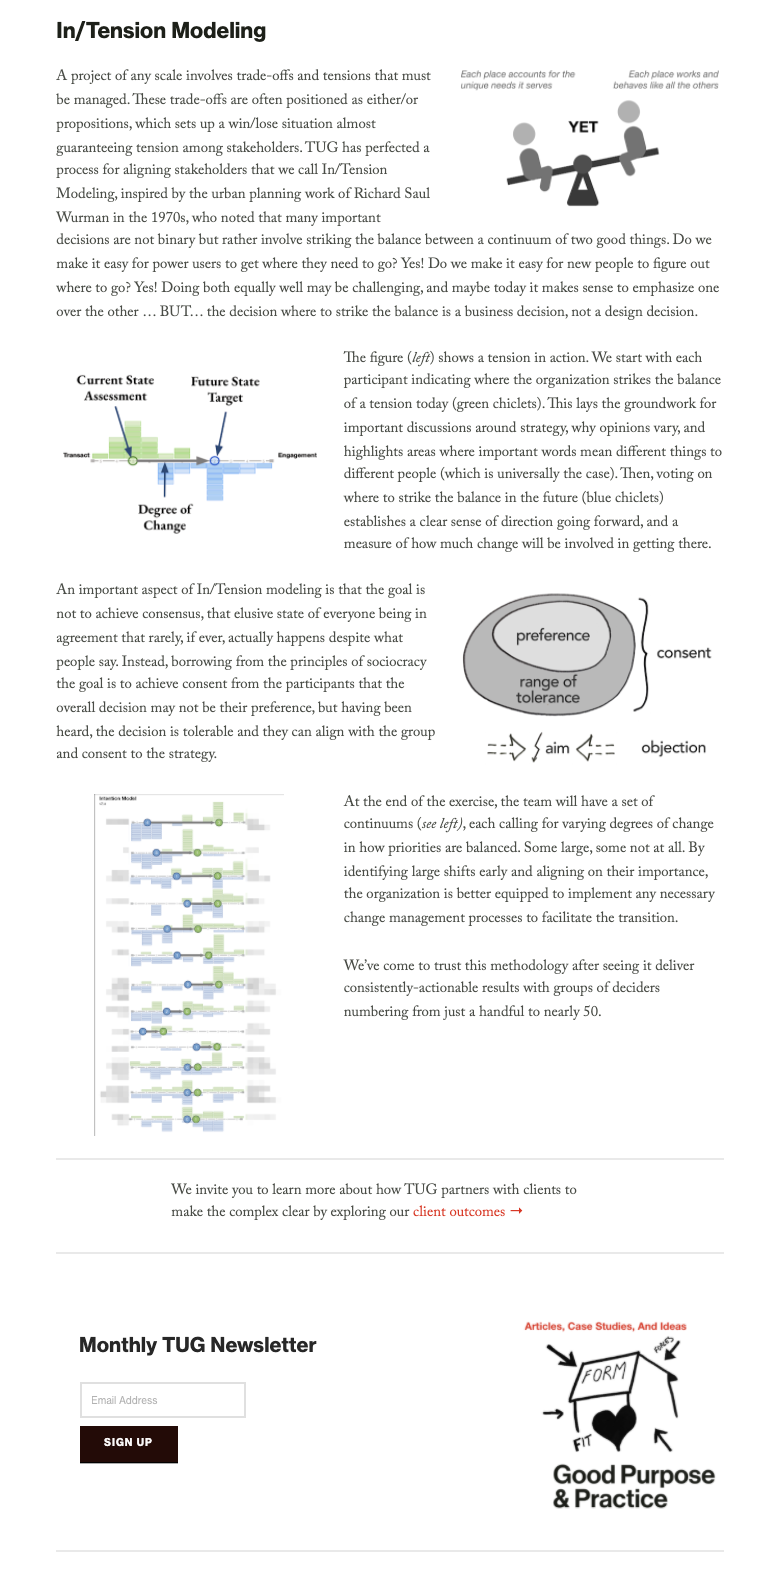 In/Tension Modeling
A project of any scale involves trade-offs and tensions that must
be managed. These trade-offs are often positioned as either/or
propositions, which sets up a win/lose situation almost
guaranteeing tension among stakeholders. TUG has perfected a
process for aligning stakeholders that we call In/Tension
Modeling, inspired by the urban planning work of Richard Saul
Wurman in the 1970s, who noted that many important
decisions are not binary but rather involve striking the balance between a continuum of two good things. Do we
make it easy for power users to get where they need to go? Yes! Do we make it easy for new people to figure out
where to go? Yes! Doing both equally well may be challenging, and maybe today it makes sense to emphasize one
over the other … BUT… the decision where to strike the balance is a business decision, not a design decision.
Each place accounts for the
unique needs it serves
Each place works and
behaves like all the others
YET
Current State
Assessment
Future State
Target
Transact
Engagement
Degree of
Change
The figure (left) shows a tension in action. We start with each
participant indicating where the organization strikes the balance
of a tension today (green chiclets). This lays the groundwork for
important discussions around strategy, why opinions vary, and
highlights areas where important words mean different things to
different people (which is universally the case). Then, voting on
where to strike the balance in the future (blue chiclets)
establishes a clear sense of direction going forward, and a
measure of how much change will be involved in getting there.
An important aspect of In/Tension modeling is that the goal is
not to achieve consensus, that elusive state of everyone being in
agreement that rarely, if ever, actually happens despite what
people say. Instead, borrowing from the principles of sociocracy
the goal is to achieve consent from the participants that the
overall decision may not be their preference, but having been
heard, the decision is tolerable and they can align with the group
and consent to the strategy.
preference
range of
tolerance
consent
aim
objection
Intention Model
At the end of the exercise, the team will have a set of
continuums (see left), each calling for varying degrees of change
in how priorities are balanced. Some large, some not at all. By
identifying large shifts early and aligning on their importance,
the organization is better equipped to implement any necessary
change management processes to facilitate the transition.
We've come to trust this methodology after seeing it deliver
consistently-actionable results with groups of deciders
numbering from just a handful to nearly 50.
We invite you to learn more about how TUG partners with clients to
make the complex clear by exploring our client outcomes →
Monthly TUG Newsletter
Email Address
SIGN UP
Articles, Case Studies, And Ideas
FORCES
FORM
FIT
Good Purpose
& Practice